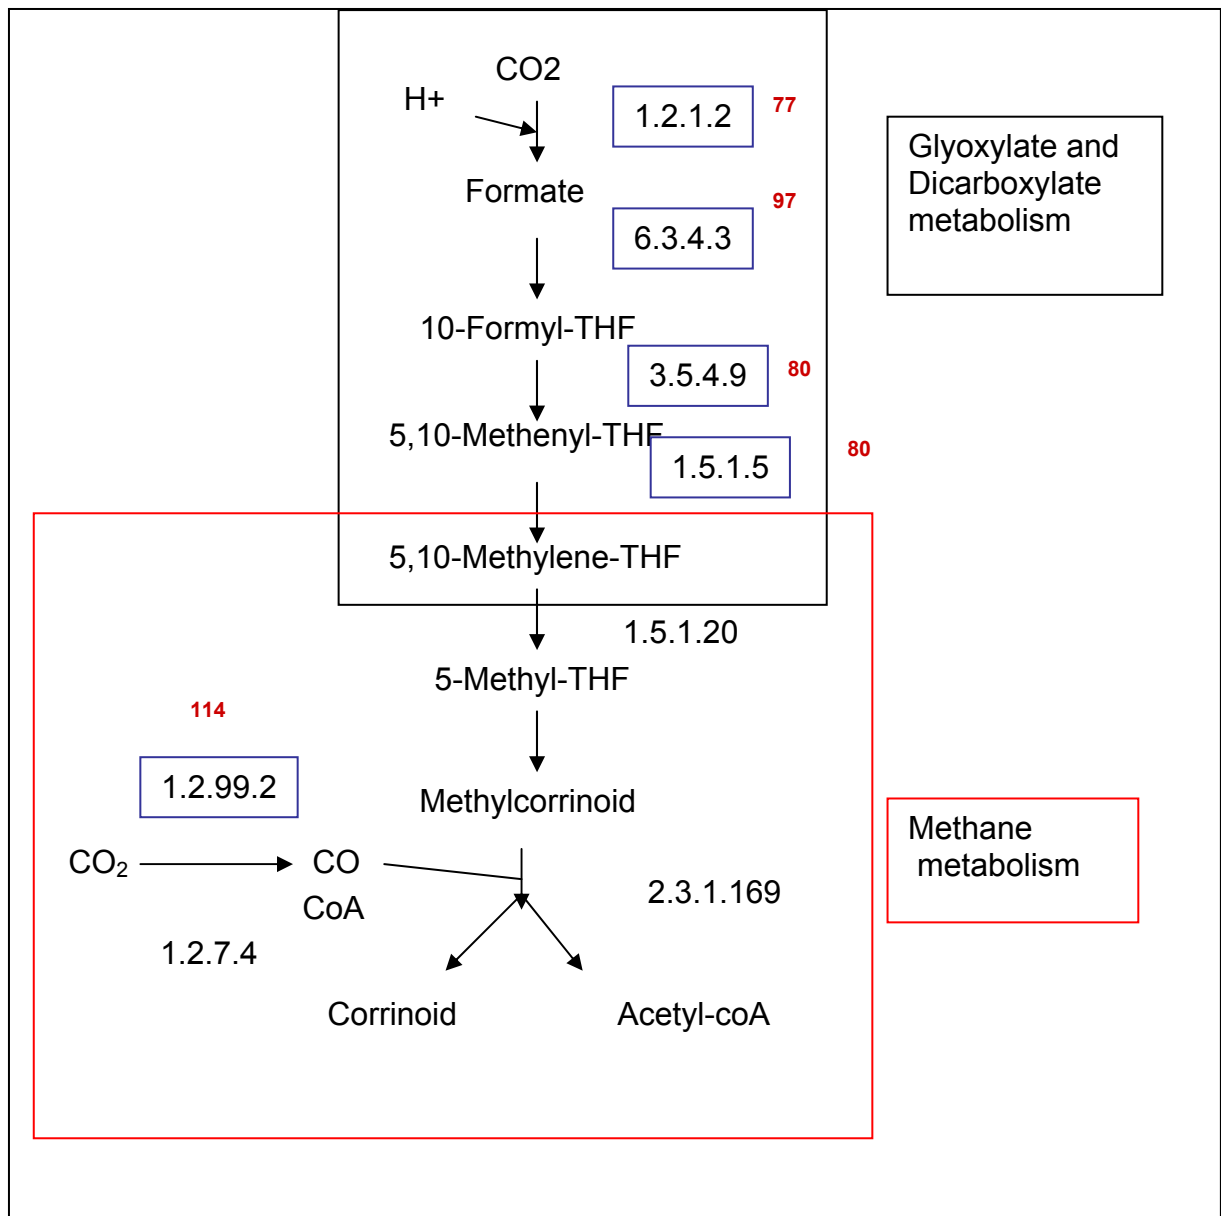 CO2
H+
1.2.1.2
77
Glyoxylate and
Dicarboxylate
metabolism
Formate
97
6.3.4.3
10-Formyl-THF
3.5.4.9
80
5,10-Methenyl-THF
1.5.1.5
80
5,10-Methylene-THF
1.5.1.20
5-Methyl-THF
114
1.2.99.2
Methylcorrinoid
Methane
metabolism
CO₂
CO
CoA
2.3.1.169
1.2.7.4
Corrinoid
Acetyl-coA